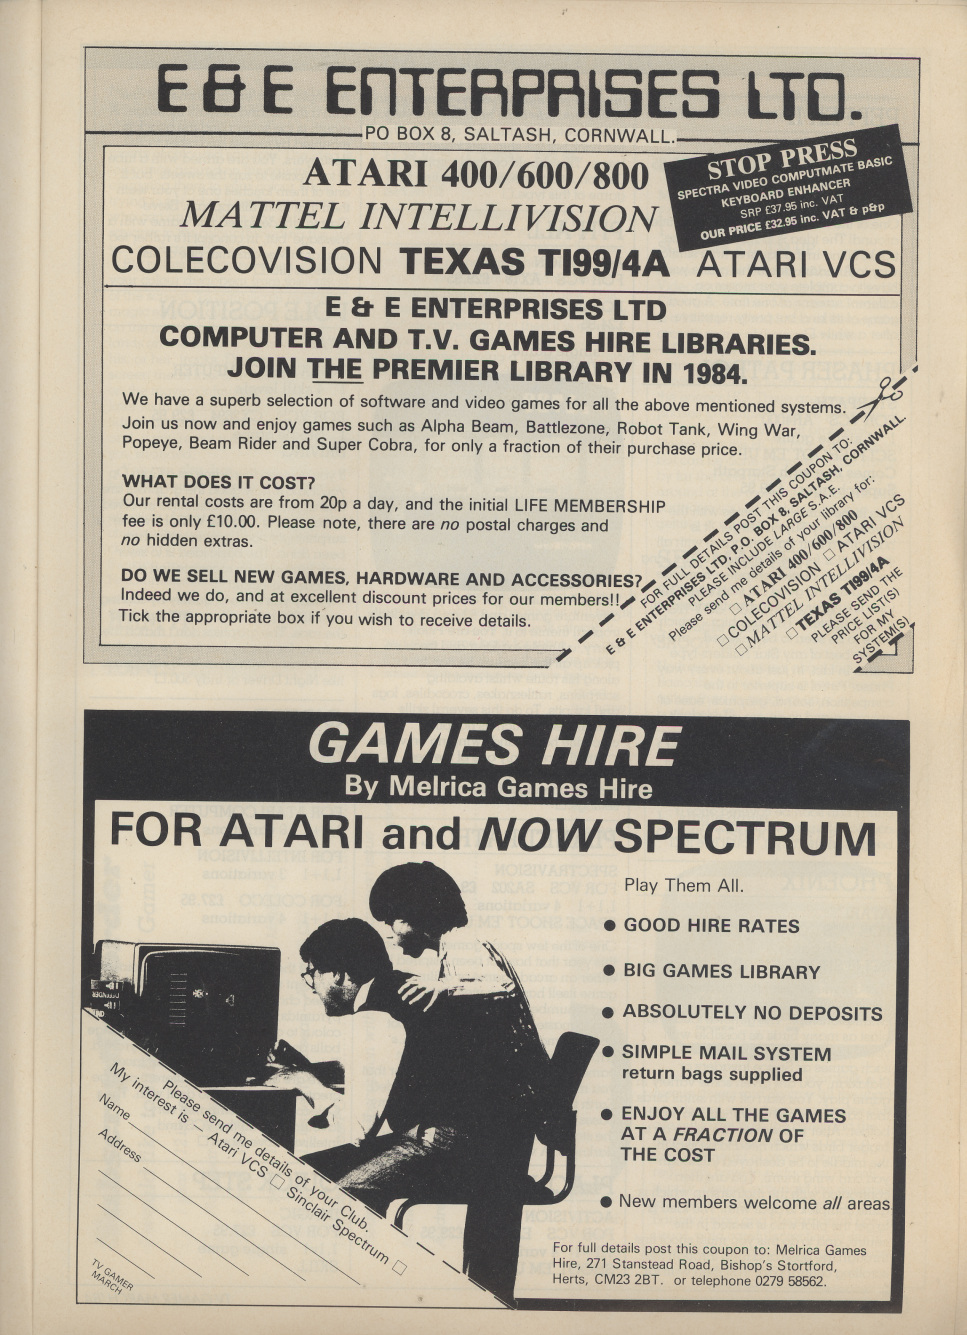 E & E ENTERPRISES LTD.
PO BOX 8, SALTASH, CORNWALL.
ATARI 400/600/800
MATTEL INTELLIVISION
COLECOVISION TEXAS TI99/4A ATARI VCS
STOP PRESS
SPECTRA VIDEO COMPUTMATE BASIC
KEYBOARD ENHANCER
SRP £37.95 inc. VAT
OUR PRICE £32.95 inc. VAT & p&p
E & E ENTERPRISES LTD
COMPUTER AND T.V. GAMES HIRE LIBRARIES.
JOIN THE PREMIER LIBRARY IN 1984.
We have a superb selection of software and video games for all the above mentioned systems.
Join us now and enjoy games such as Alpha Beam, Battlezone, Robot Tank, Wing War,
Popeye, Beam Rider and Super Cobra, for only a fraction of their purchase price.
WHAT DOES IT COST?
Our rental costs are from 20p a day, and the initial LIFE MEMBERSHIP
fee is only £10.00. Please note, there are no postal charges and
no hidden extras.
DO WE SELL NEW GAMES, HARDWARE AND ACCESSORIES?
Indeed we do, and at excellent discount prices for our members!!
Tick the appropriate box if you wish to receive details.
FOR FULL DETAILS POST THIS COUPON TO:
E & E ENTERPRISES LTD, P.O. BOX 8, SALTASH, CORNWALL.
PLEASE INCLUDE LARGE S.A.E.
Please send me details of your library for:
□ ATARI 400/600/800
□ COLECOVISION □ ATARI VCS
□ MATTEL INTELLIVISION
□ TEXAS TI99/4A
PLEASE SEND THE
PRICE LIST(S)
FOR MY
SYSTEM(S)
GAMES HIRE
By Melrica Games Hire
FOR ATARI and NOW SPECTRUM
Play Them All.
● GOOD HIRE RATES
● BIG GAMES LIBRARY
● ABSOLUTELY NO DEPOSITS
● SIMPLE MAIL SYSTEM
return bags supplied
● ENJOY ALL THE GAMES
AT A FRACTION OF
THE COST
● New members welcome all areas
Please send me details of your Club.
My interest is — Atari VCS □ Sinclair Spectrum □
Name
Address
TV GAMER
MARCH
For full details post this coupon to: Melrica Games
Hire, 271 Stanstead Road, Bishop's Stortford,
Herts, CM23 2BT. or telephone 0279 58562.